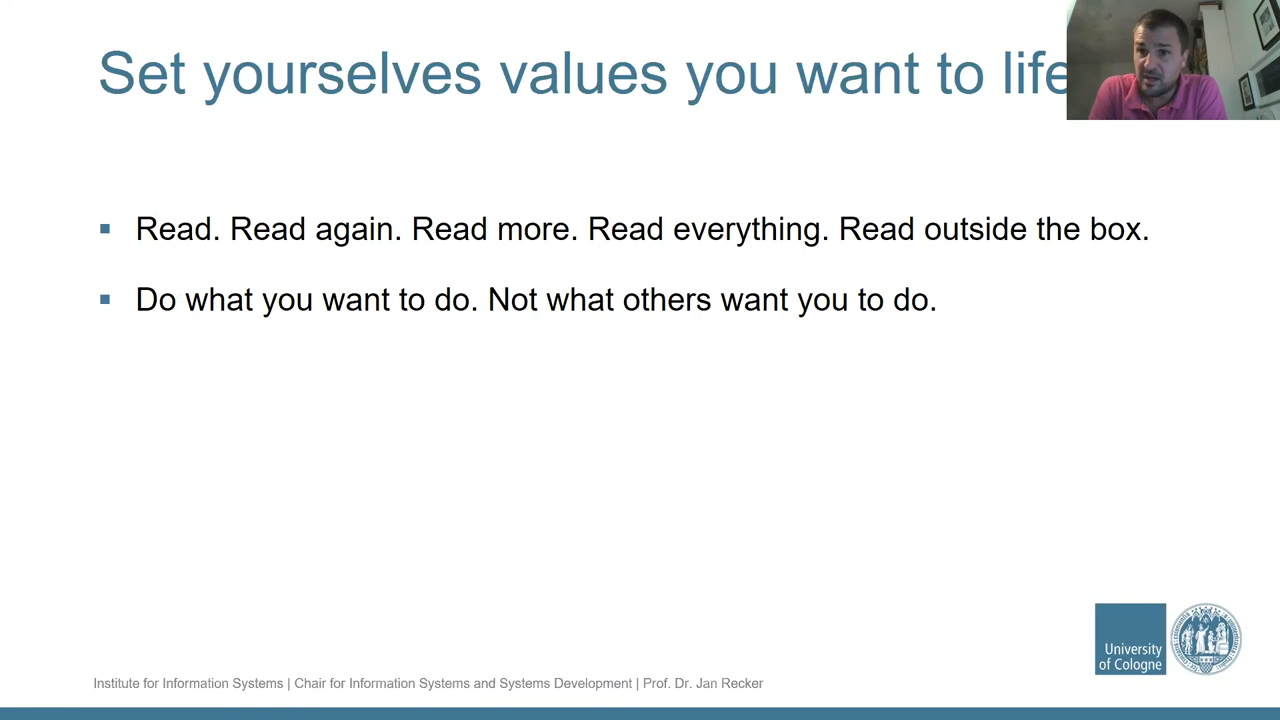 Set yourselves values you want to life
Read. Read again. Read more. Read everything. Read outside the box.
Do what you want to do. Not what others want you to do.
University
of Cologne
Institute for Information Systems | Chair for Information Systems and Systems Development | Prof. Dr. Jan Recker